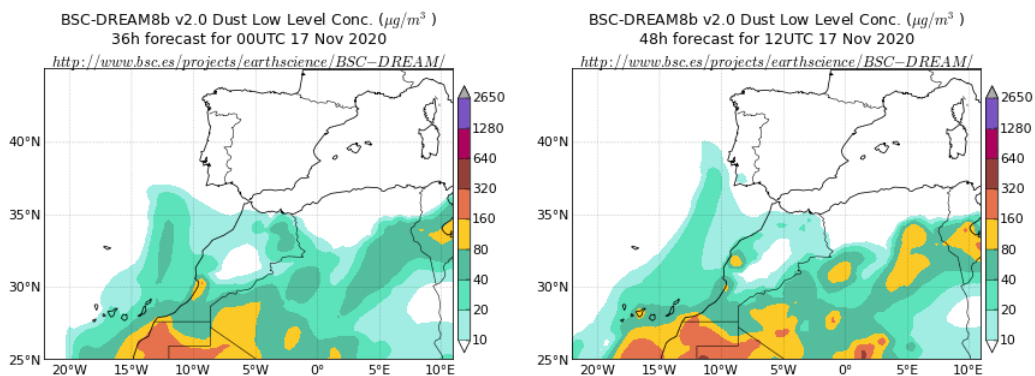 BSC-DREAM8b v2.0 Dust Low Level Conc. (μg/m³ )
36h forecast for 00UTC 17 Nov 2020
http://www.bsc.es/projects/earthscience/BSC−DREAM/
40°N
35°N
30°N
25°N
20°W
15°W
10°W
5°W
0°
5°E
10°E
2650
1280
640
320
160
80
40
20
10
BSC-DREAM8b v2.0 Dust Low Level Conc. (μg/m³ )
48h forecast for 12UTC 17 Nov 2020
http://www.bsc.es/projects/earthscience/BSC−DREAM/
40°N
35°N
30°N
25°N
20°W
15°W
10°W
5°W
0°
5°E
10°E
2650
1280
640
320
160
80
40
20
10